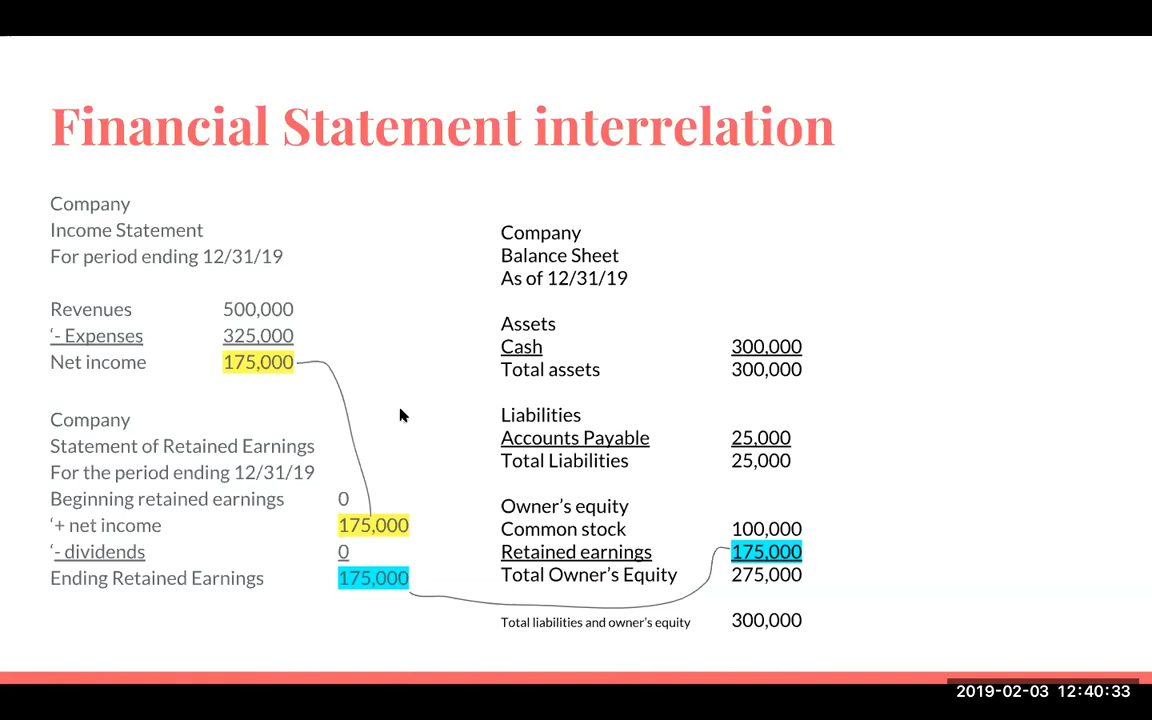 Financial Statement interrelation
Company
Income Statement
For period ending 12/31/19
Revenues 500,000
‘- Expenses 325,000
Net income 175,000
Company
Statement of Retained Earnings
For the period ending 12/31/19
Beginning retained earnings 0
‘+ net income 175,000
‘- dividends 0
Ending Retained Earnings 175,000
Company
Balance Sheet
As of 12/31/19
Assets
Cash 300,000
Total assets 300,000
Liabilities
Accounts Payable 25,000
Total Liabilities 25,000
Owner’s equity
Common stock 100,000
Retained earnings 175,000
Total Owner’s Equity 275,000
Total liabilities and owner’s equity 300,000
2019-02-03 12:40:33